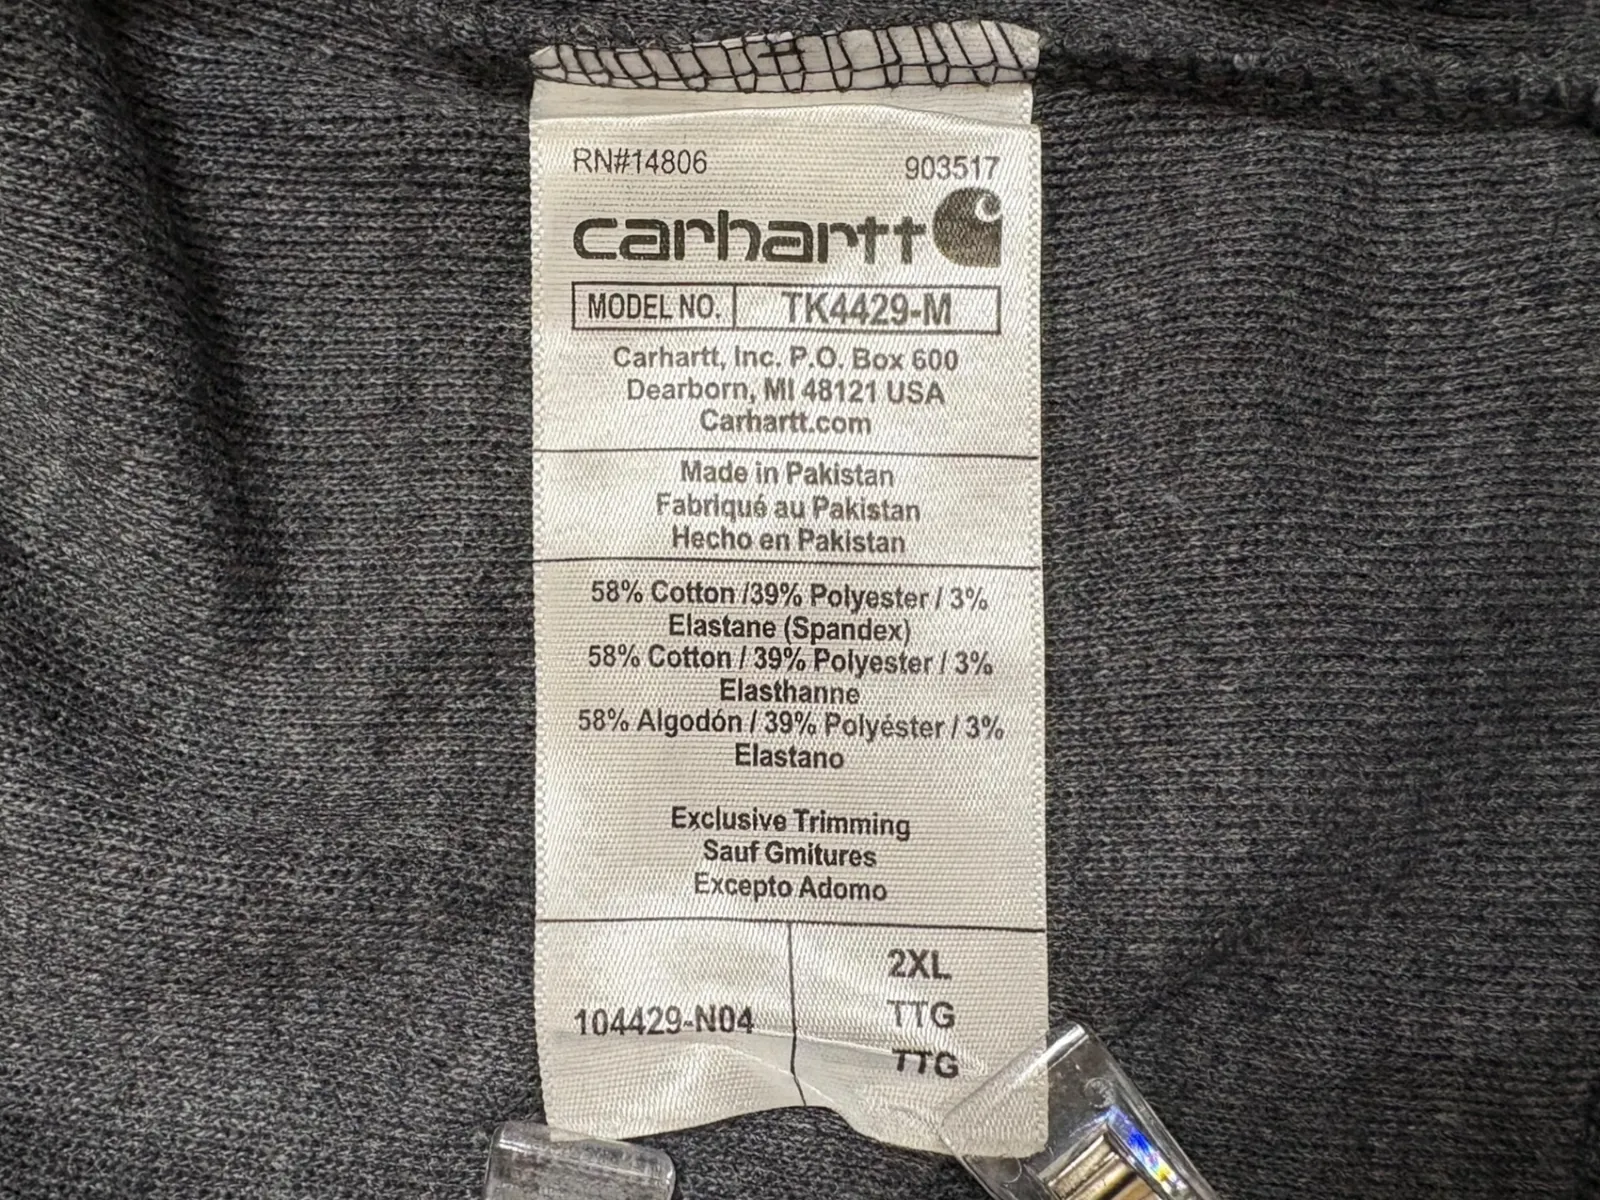 RN#14806 903517
carhartt
MODEL NO. TK4429-M
Carhartt, Inc. P.O. Box 600
Dearborn, MI 48121 USA
Carhartt.com
Made in Pakistan
Fabriqué au Pakistan
Hecho en Pakistan
58% Cotton /39% Polyester / 3%
Elastane (Spandex)
58% Cotton / 39% Polyester / 3%
Elasthanne
58% Algodón / 39% Polyéster / 3%
Elastano
Exclusive Trimming
Sauf Gmitures
Excepto Adomo
104429-N04
2XL
TTG
TTG